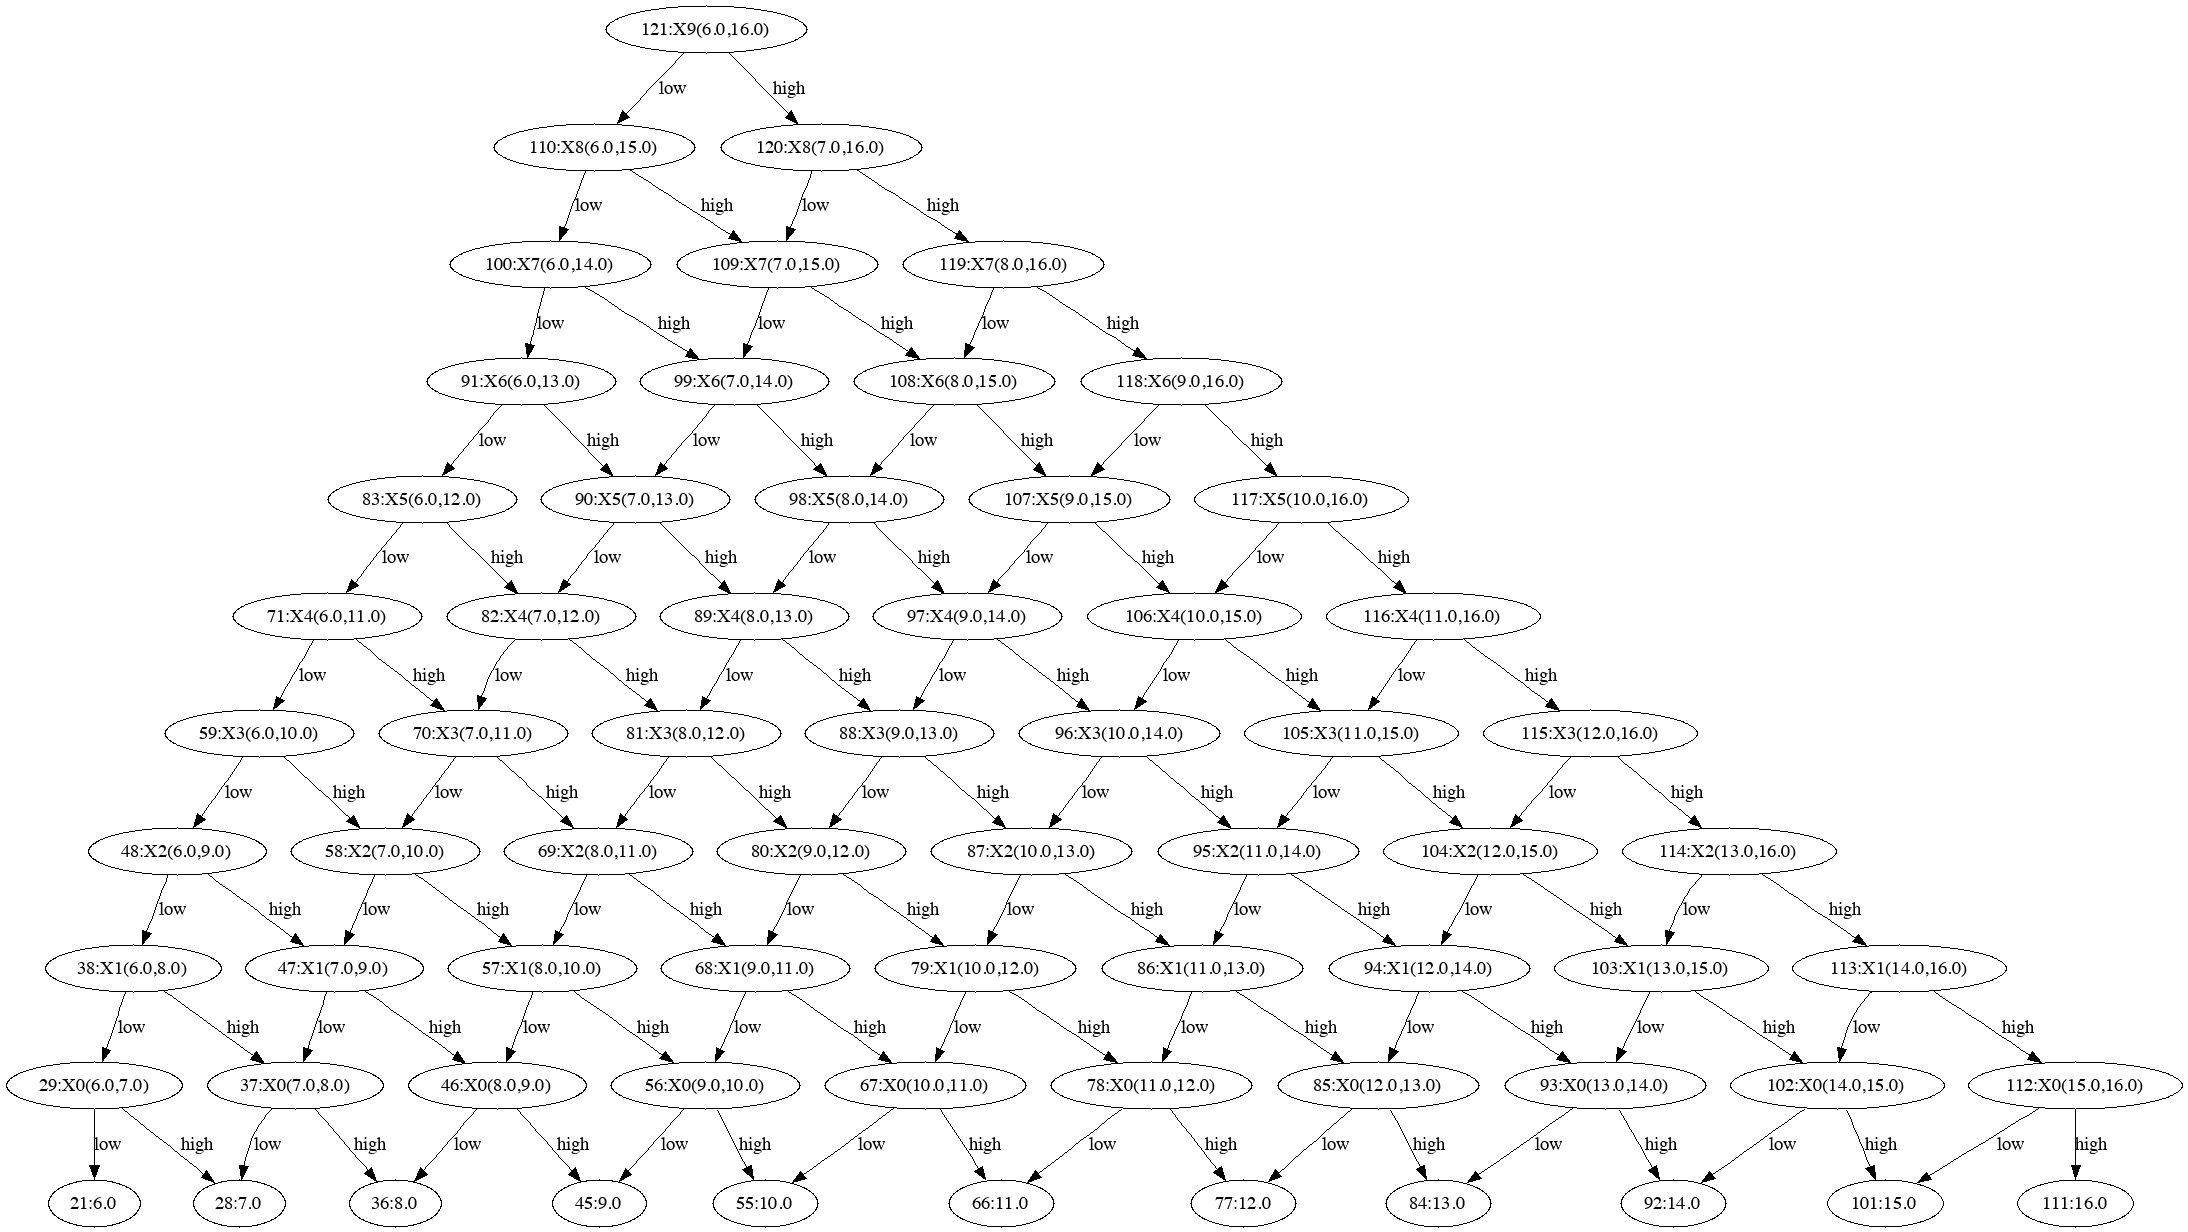 121:X9(6.0,16.0)
low high
110:X8(6.0,15.0) 120:X8(7.0,16.0)
low high low high
100:X7(6.0,14.0) 109:X7(7.0,15.0) 119:X7(8.0,16.0)
low high low high low high
91:X6(6.0,13.0) 99:X6(7.0,14.0) 108:X6(8.0,15.0) 118:X6(9.0,16.0)
low high low high low high low high
83:X5(6.0,12.0) 90:X5(7.0,13.0) 98:X5(8.0,14.0) 107:X5(9.0,15.0) 117:X5(10.0,16.0)
low high low high low high low high low high
71:X4(6.0,11.0) 82:X4(7.0,12.0) 89:X4(8.0,13.0) 97:X4(9.0,14.0) 106:X4(10.0,15.0) 116:X4(11.0,16.0)
low high low high low high low high low high low high
59:X3(6.0,10.0) 70:X3(7.0,11.0) 81:X3(8.0,12.0) 88:X3(9.0,13.0) 96:X3(10.0,14.0) 105:X3(11.0,15.0) 115:X3(12.0,16.0)
low high low high low high low high low high low high low high
48:X2(6.0,9.0) 58:X2(7.0,10.0) 69:X2(8.0,11.0) 80:X2(9.0,12.0) 87:X2(10.0,13.0) 95:X2(11.0,14.0) 104:X2(12.0,15.0) 114:X2(13.0,16.0)
low high low high low high low high low high low high low high low high
38:X1(6.0,8.0) 47:X1(7.0,9.0) 57:X1(8.0,10.0) 68:X1(9.0,11.0) 79:X1(10.0,12.0) 86:X1(11.0,13.0) 94:X1(12.0,14.0) 103:X1(13.0,15.0) 113:X1(14.0,16.0)
low high low high low high low high low high low high low high low high low high
29:X0(6.0,7.0) 37:X0(7.0,8.0) 46:X0(8.0,9.0) 56:X0(9.0,10.0) 67:X0(10.0,11.0) 78:X0(11.0,12.0) 85:X0(12.0,13.0) 93:X0(13.0,14.0) 102:X0(14.0,15.0) 112:X0(15.0,16.0)
low high low high low high low high low high low high low high low high low high low high
21:6.0 28:7.0 36:8.0 45:9.0 55:10.0 66:11.0 77:12.0 84:13.0 92:14.0 101:15.0 111:16.0